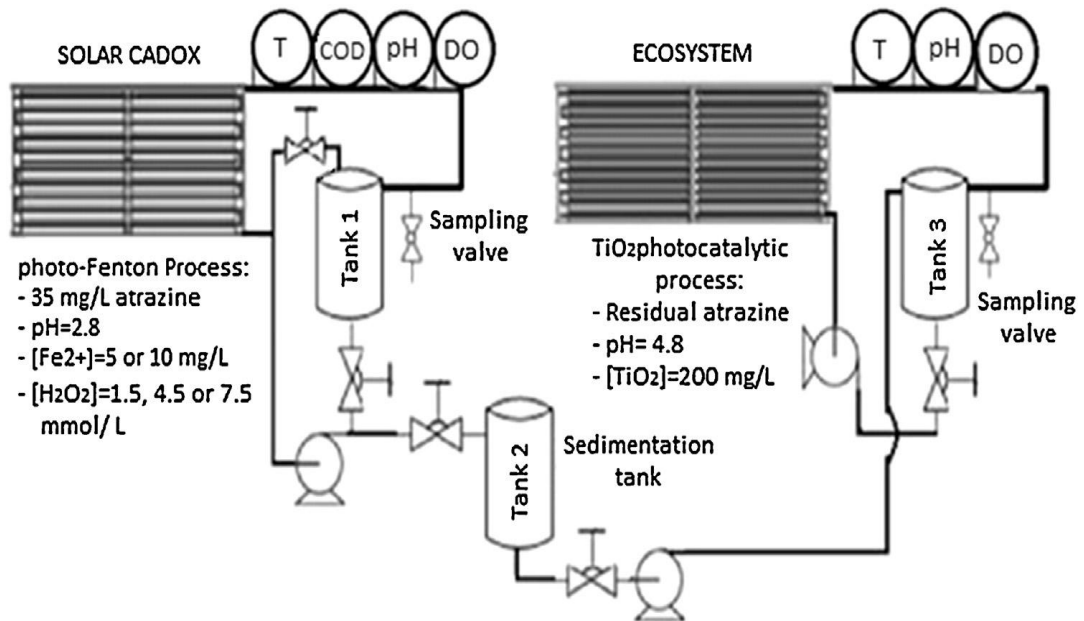 SOLAR CADOX
T
COD
pH
DO
ECOSYSTEM
T
pH
DO
Tank 1
Sampling
valve
photo-Fenton Process:
- 35 mg/L atrazine
- pH=2.8
- [Fe2+]=5 or 10 mg/L
- [H2O2]=1.5, 4.5 or 7.5
mmol/ L
TiO2photocatalytic
process:
- Residual atrazine
- pH= 4.8
- [TiO2]=200 mg/L
Tank 3
Sampling
valve
Tank 2
Sedimentation
tank